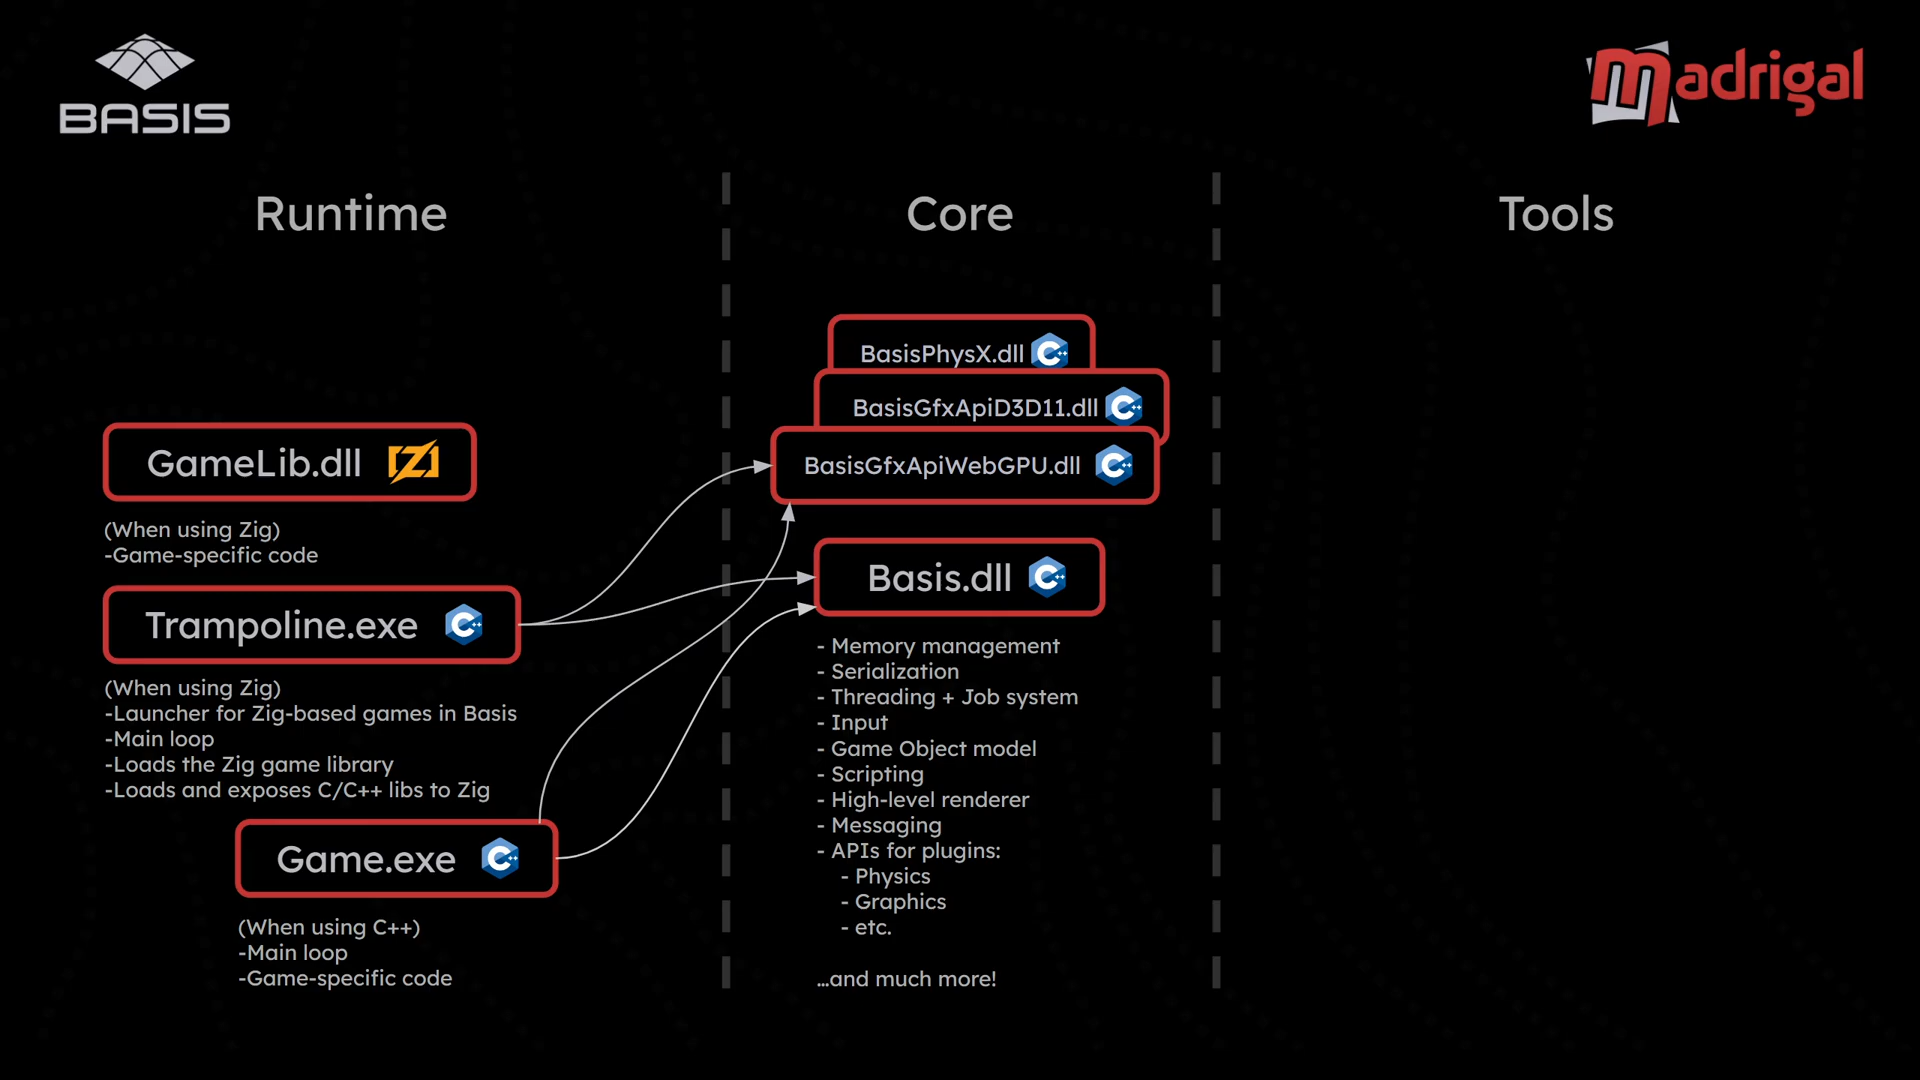 BASIS
madrigal
Runtime
Core
Tools
GameLib.dll
(When using Zig)
-Game-specific code
Trampoline.exe
(When using Zig)
-Launcher for Zig-based games in Basis
-Main loop
-Loads the Zig game library
-Loads and exposes C/C++ libs to Zig
Game.exe
(When using C++)
-Main loop
-Game-specific code
BasisPhysX.dll
BasisGfxApiD3D11.dll
BasisGfxApiWebGPU.dll
Basis.dll
- Memory management
- Serialization
- Threading + Job system
- Input
- Game Object model
- Scripting
- High-level renderer
- Messaging
- APIs for plugins:
- Physics
- Graphics
- etc.
...and much more!